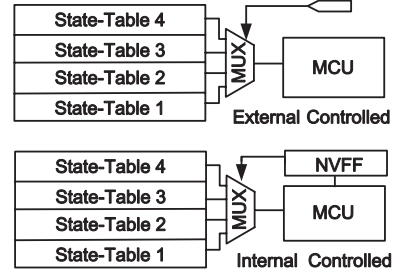 State-Table 4
State-Table 3
State-Table 2
State-Table 1
MUX
MCU
External Controlled
State-Table 4
State-Table 3
State-Table 2
State-Table 1
MUX
NVFF
MCU
Internal Controlled